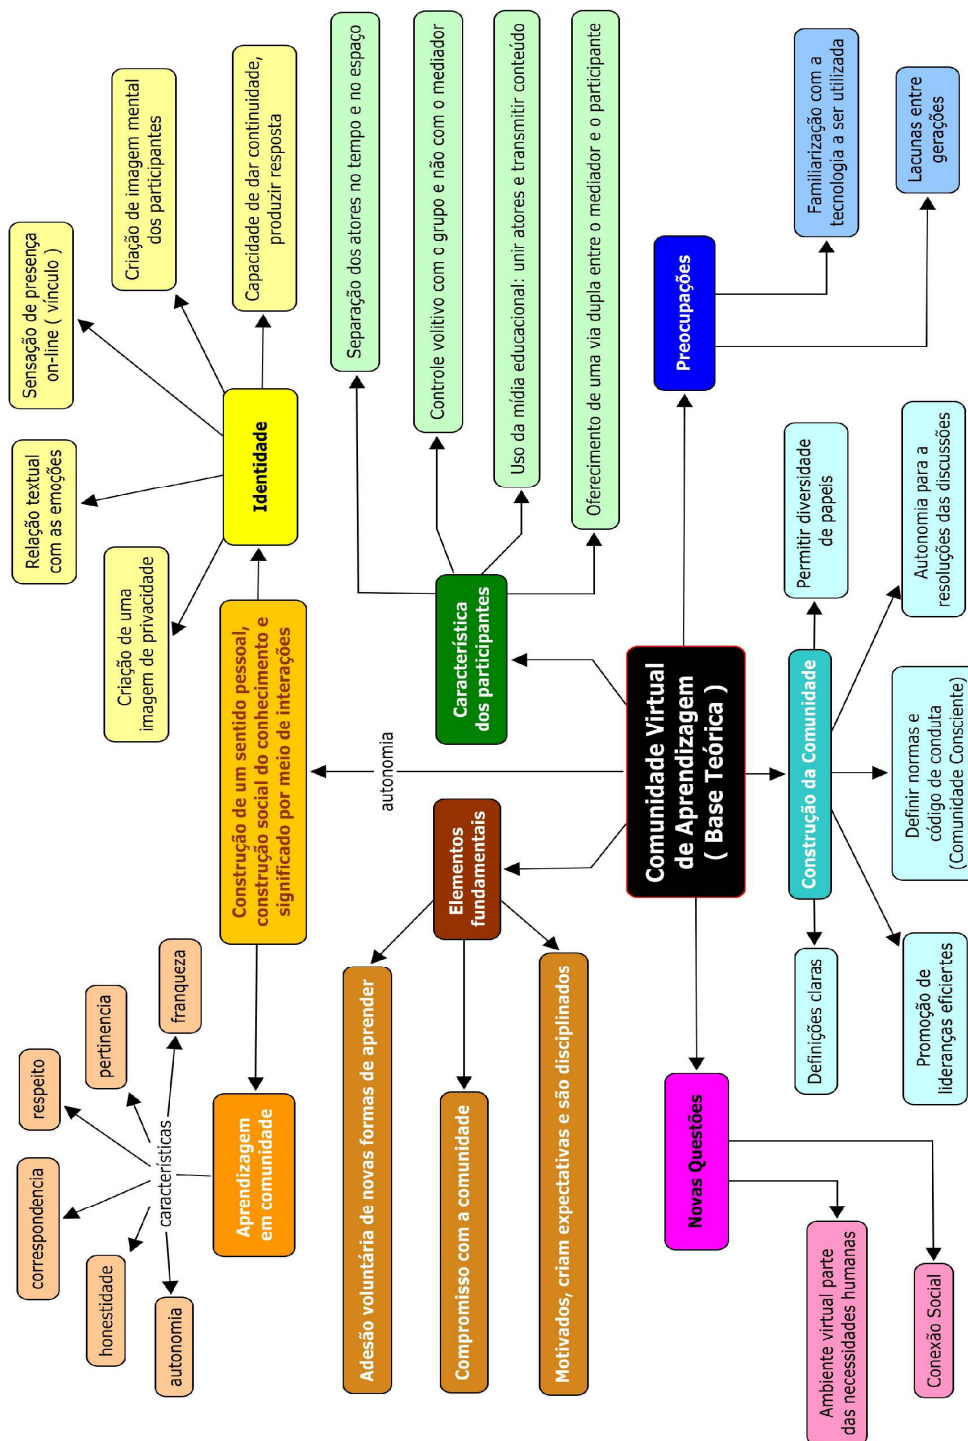 correspondencia
respeito
honestidade
pertinencia
autonomia
características
franqueza
Aprendizagem
em comunidade
Construção de um sentido pessoal,
construção social do conhecimento e
significado por meio de interações
Relação textual
com as emoções
Sensação de presença
on-line ( vínculo )
Criação de uma
imagem de privacidade
Criação de imagem mental
dos participantes
Identidade
Capacidade de dar continuidade,
produzir resposta
autonomia
Adesão voluntária de novas formas de aprender
Compromisso com a comunidade
Motivados, criam expectativas e são disciplinados
Elementos
fundamentais
Característica
dos participantes
Separação dos atores no tempo e no espaço
Controle volitivo com o grupo e não com o mediador
Uso da mídia educacional: unir atores e transmitir conteúdo
Oferecimento de uma via dupla entre o mediador e o participante
Comunidade Virtual
de Aprendizagem
( Base Teórica )
Novas Questões
Preocupações
Construção da Comunidade
Ambiente virtual parte
das necessidades humanas
Conexão Social
Definições claras
Promoção de
lideranças eficientes
Definir normas e
código de conduta
(Comunidade Consciente)
Autonomia para a
resoluções das discussões
Permitir diversidade
de papeis
Familiarização com a
tecnologia a ser utilizada
Lacunas entre
gerações